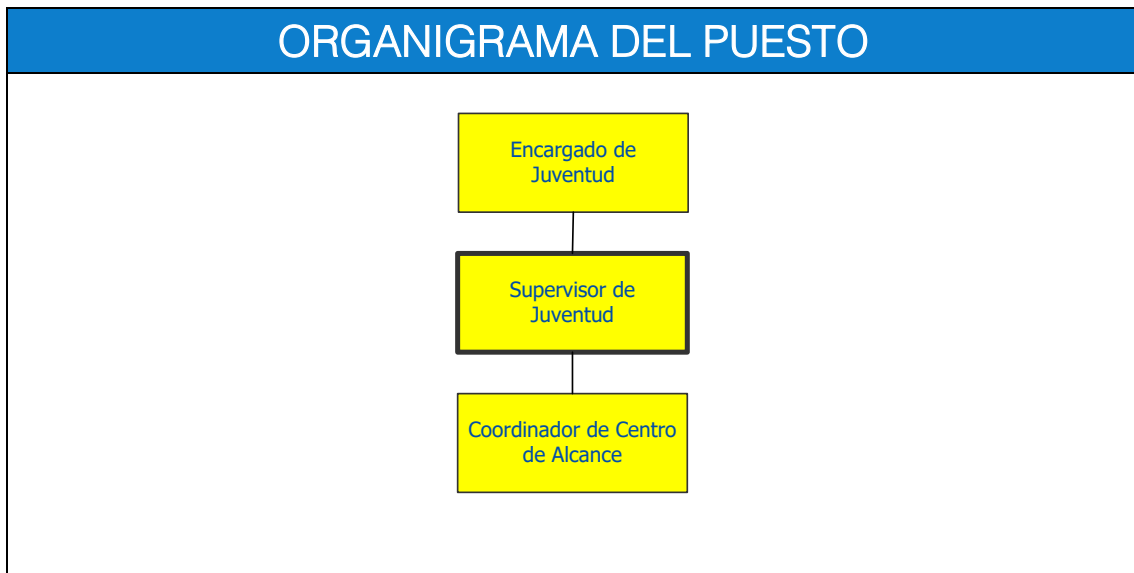 ORGANIGRAMA DEL PUESTO
Encargado de
Juventud
Supervisor de
Juventud
Coordinador de Centro
de Alcance